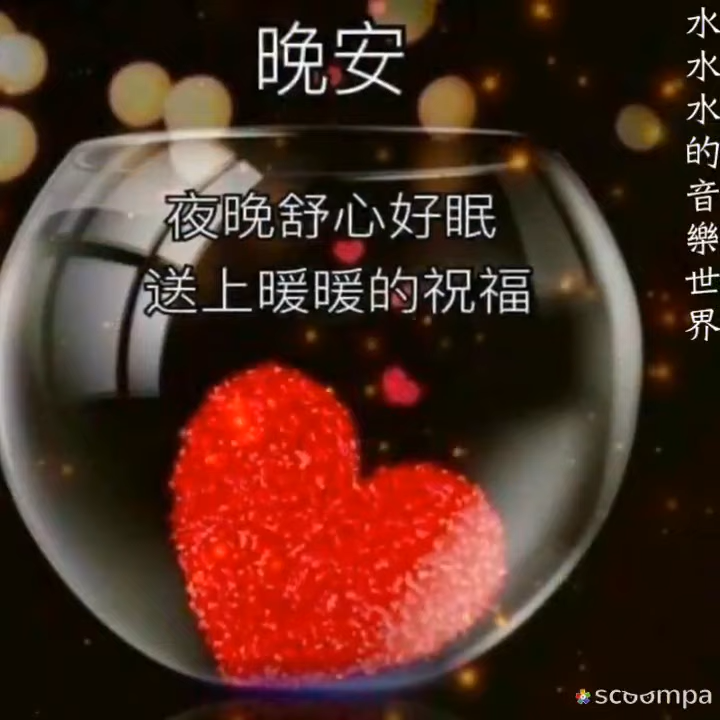 晚安
夜晚舒心好眠
送上暖暖的祝福
水水水的音樂世界
scoompa